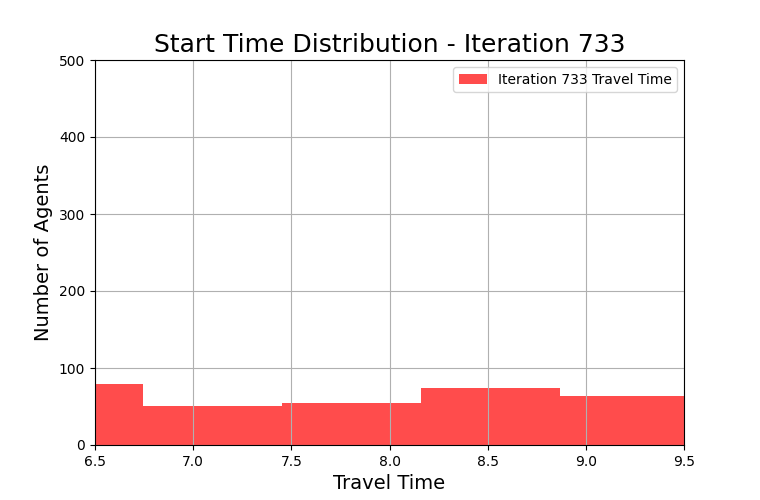 Start Time Distribution - Iteration 733
500
400
300
200
100
0
Number of Agents
Iteration 733 Travel Time
6.5 7.0 7.5 8.0 8.5 9.0 9.5
Travel Time